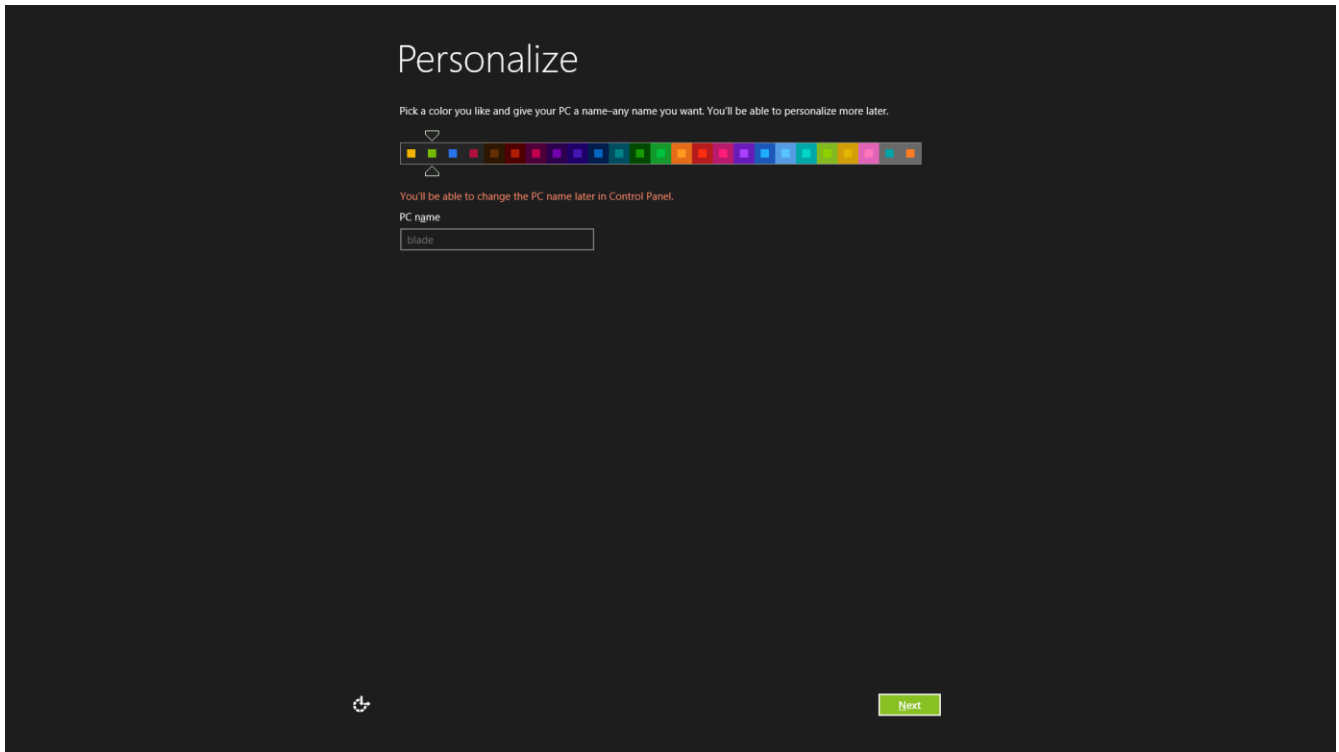 Personalize
Pick a color you like and give your PC a name–any name you want. You'll be able to personalize more later.
You'll be able to change the PC name later in Control Panel.
PC name
blade
Next